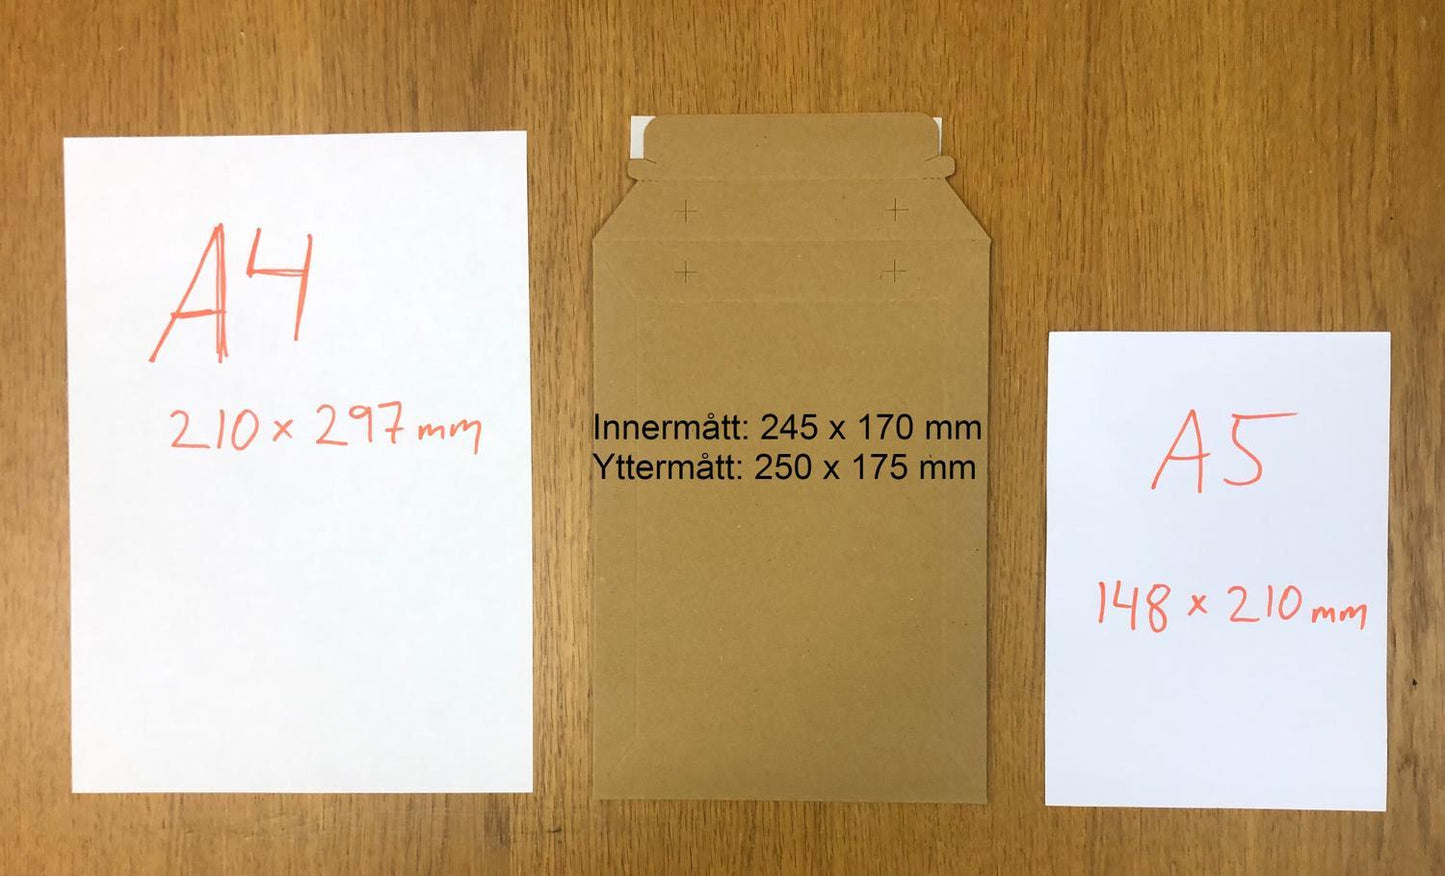 A4
210 x 297 mm
Innermått: 245 x 170 mm
Yttermått: 250 x 175 mm
A5
148 x 210 mm